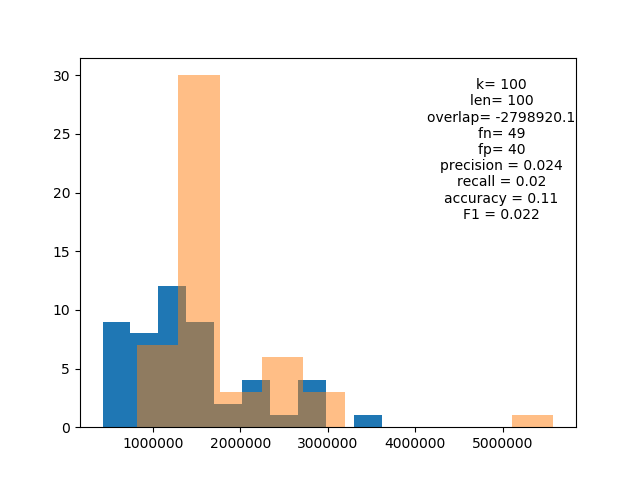 30
25
20
15
10
5
0
k= 100
len= 100
overlap= -2798920.1
fn= 49
fp= 40
precision = 0.024
recall = 0.02
accuracy = 0.11
F1 = 0.022
1000000 2000000 3000000 4000000 5000000